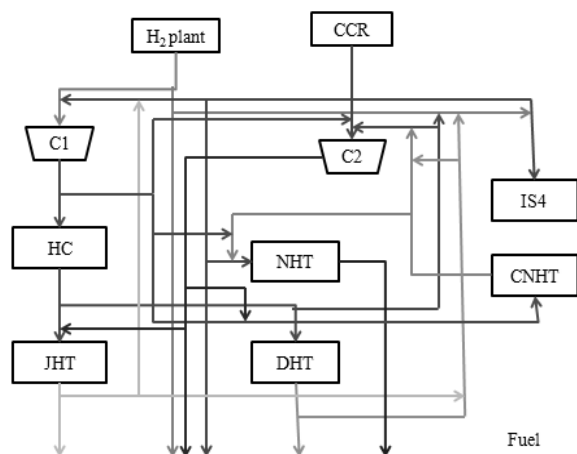 H₂ plant
CCR
C1
C2
IS4
HC
NHT
CNHT
JHT
DHT
Fuel